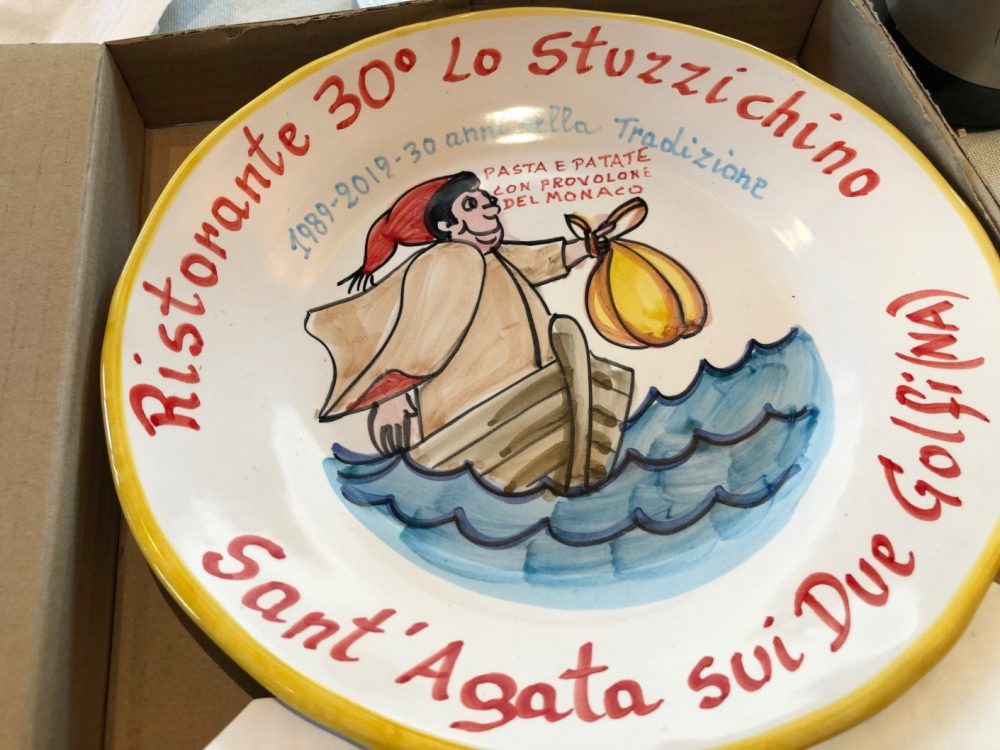 Ristorante 30° Lo Stuzzichino
1989-2019-30 anni della Tradizione
PASTA E PATATE
CON PROVOLONE
DEL MONACO
Sant'Agata sui Due Golfi (NA)